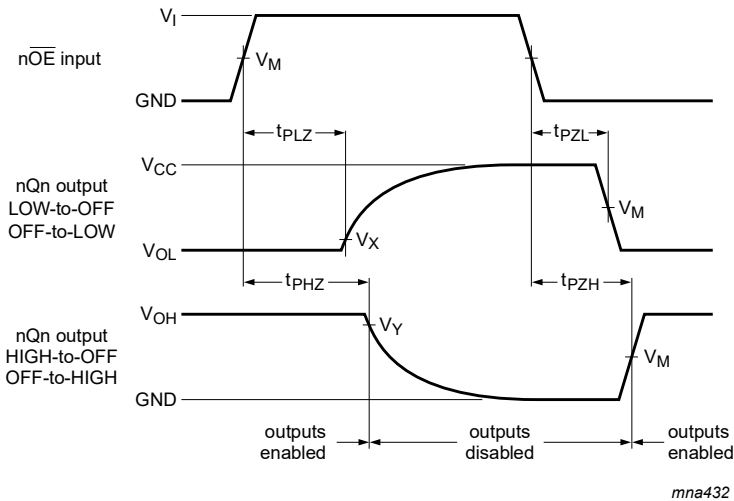 V_I
nO̅E̅ input
V_M
GND
t_PLZ
t_PZL
V_CC
nQn output
LOW-to-OFF
OFF-to-LOW
V_M
V_X
V_OL
t_PHZ
t_PZH
V_OH
V_Y
nQn output
HIGH-to-OFF
OFF-to-HIGH
V_M
GND
outputs
enabled
outputs
disabled
outputs
enabled
mna432